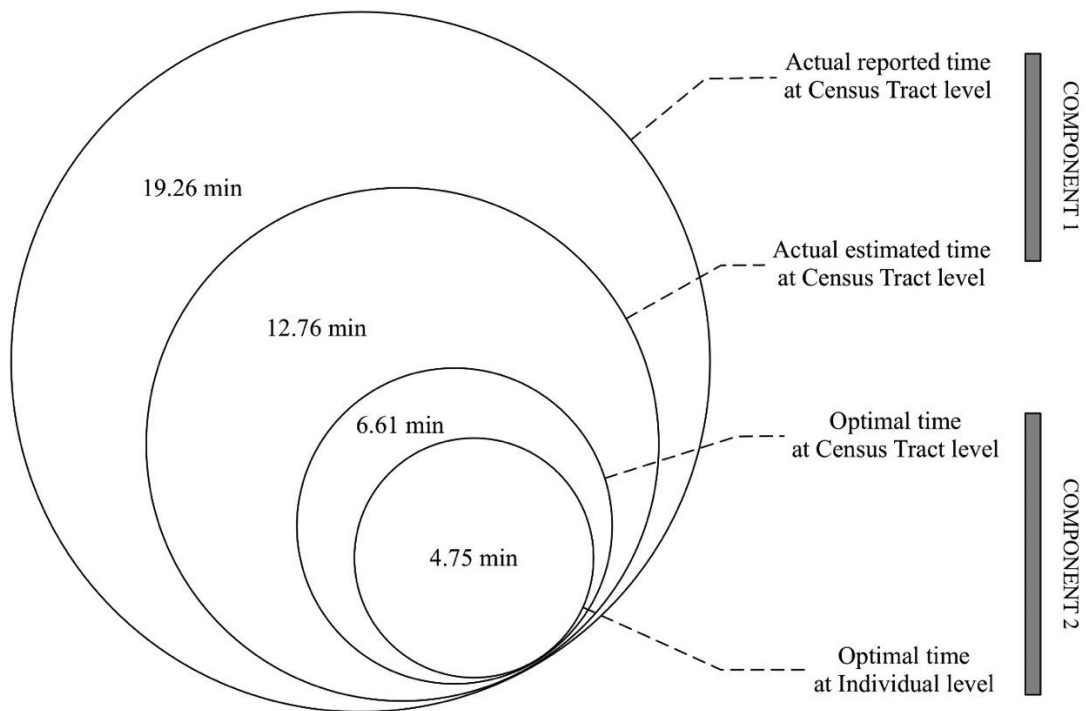 Actual reported time
at Census Tract level
COMPONENT 1
19.26 min
Actual estimated time
at Census Tract level
12.76 min
6.61 min
Optimal time
at Census Tract level
COMPONENT 2
4.75 min
Optimal time
at Individual level